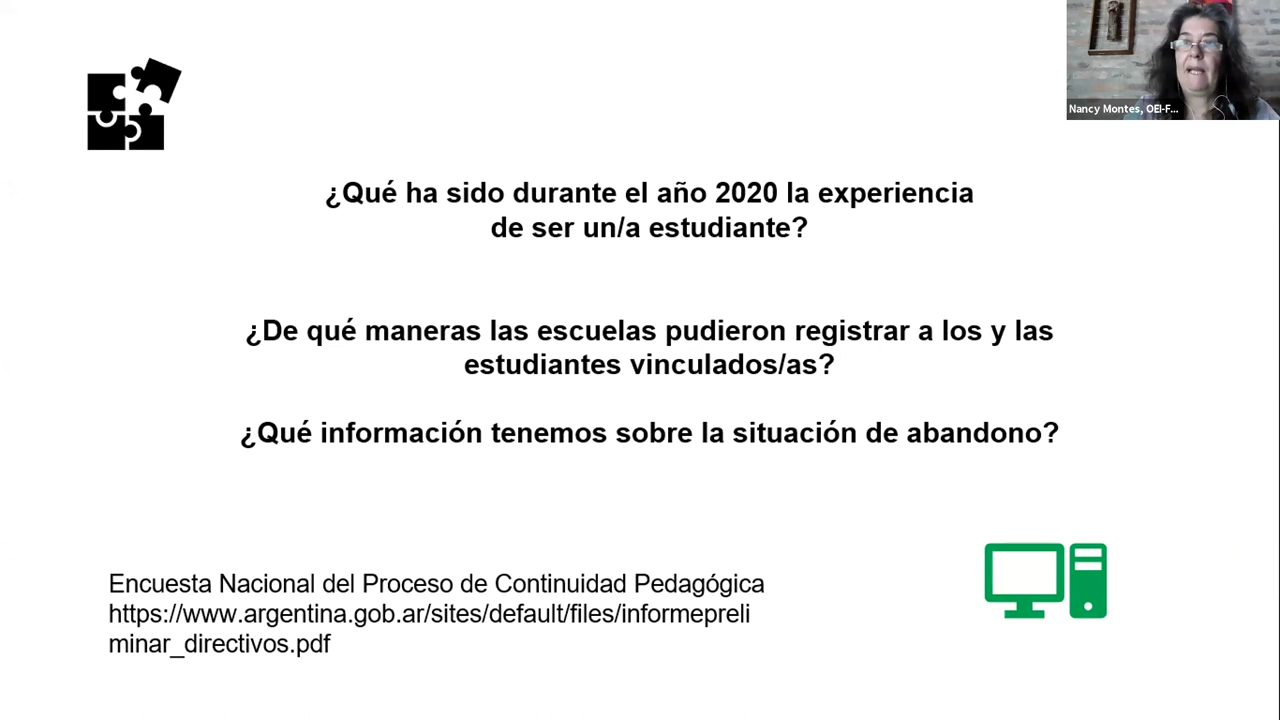 Nancy Montes, OEI-F...
¿Qué ha sido durante el año 2020 la experiencia
de ser un/a estudiante?
¿De qué maneras las escuelas pudieron registrar a los y las
estudiantes vinculados/as?
¿Qué información tenemos sobre la situación de abandono?
Encuesta Nacional del Proceso de Continuidad Pedagógica
https://www.argentina.gob.ar/sites/default/files/informepreli
minar_directivos.pdf